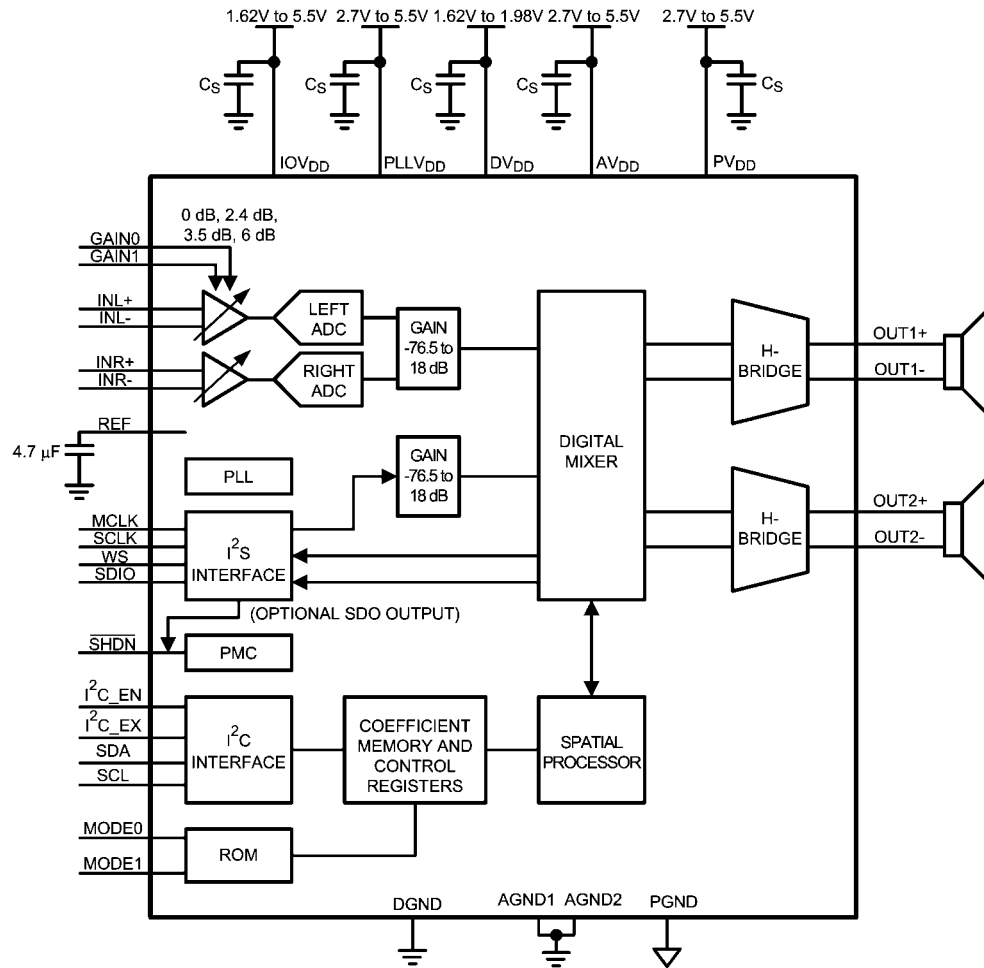 1.62V to 5.5V 2.7V to 5.5V 1.62V to 1.98V 2.7V to 5.5V 2.7V to 5.5V
CS CS CS CS CS
IOVDD PLLVDD DVDD AVDD PVDD
0 dB, 2.4 dB,
3.5 dB, 6 dB
GAIN0
GAIN1
INL+
INL-
LEFT
ADC
GAIN
-76.5 to
18 dB
INR+
INR-
RIGHT
ADC
H-
BRIDGE
OUT1+
OUT1-
REF
4.7 µF
PLL
GAIN
-76.5 to
18 dB
DIGITAL
MIXER
MCLK
SCLK
WS
SDIO
I²S
INTERFACE
H-
BRIDGE
OUT2+
OUT2-
(OPTIONAL SDO OUTPUT)
SHDN
PMC
I²C_EN
I²C_EX
SDA
SCL
I²C
INTERFACE
COEFFICIENT
MEMORY AND
CONTROL
REGISTERS
SPATIAL
PROCESSOR
MODE0
MODE1
ROM
DGND AGND1 AGND2 PGND